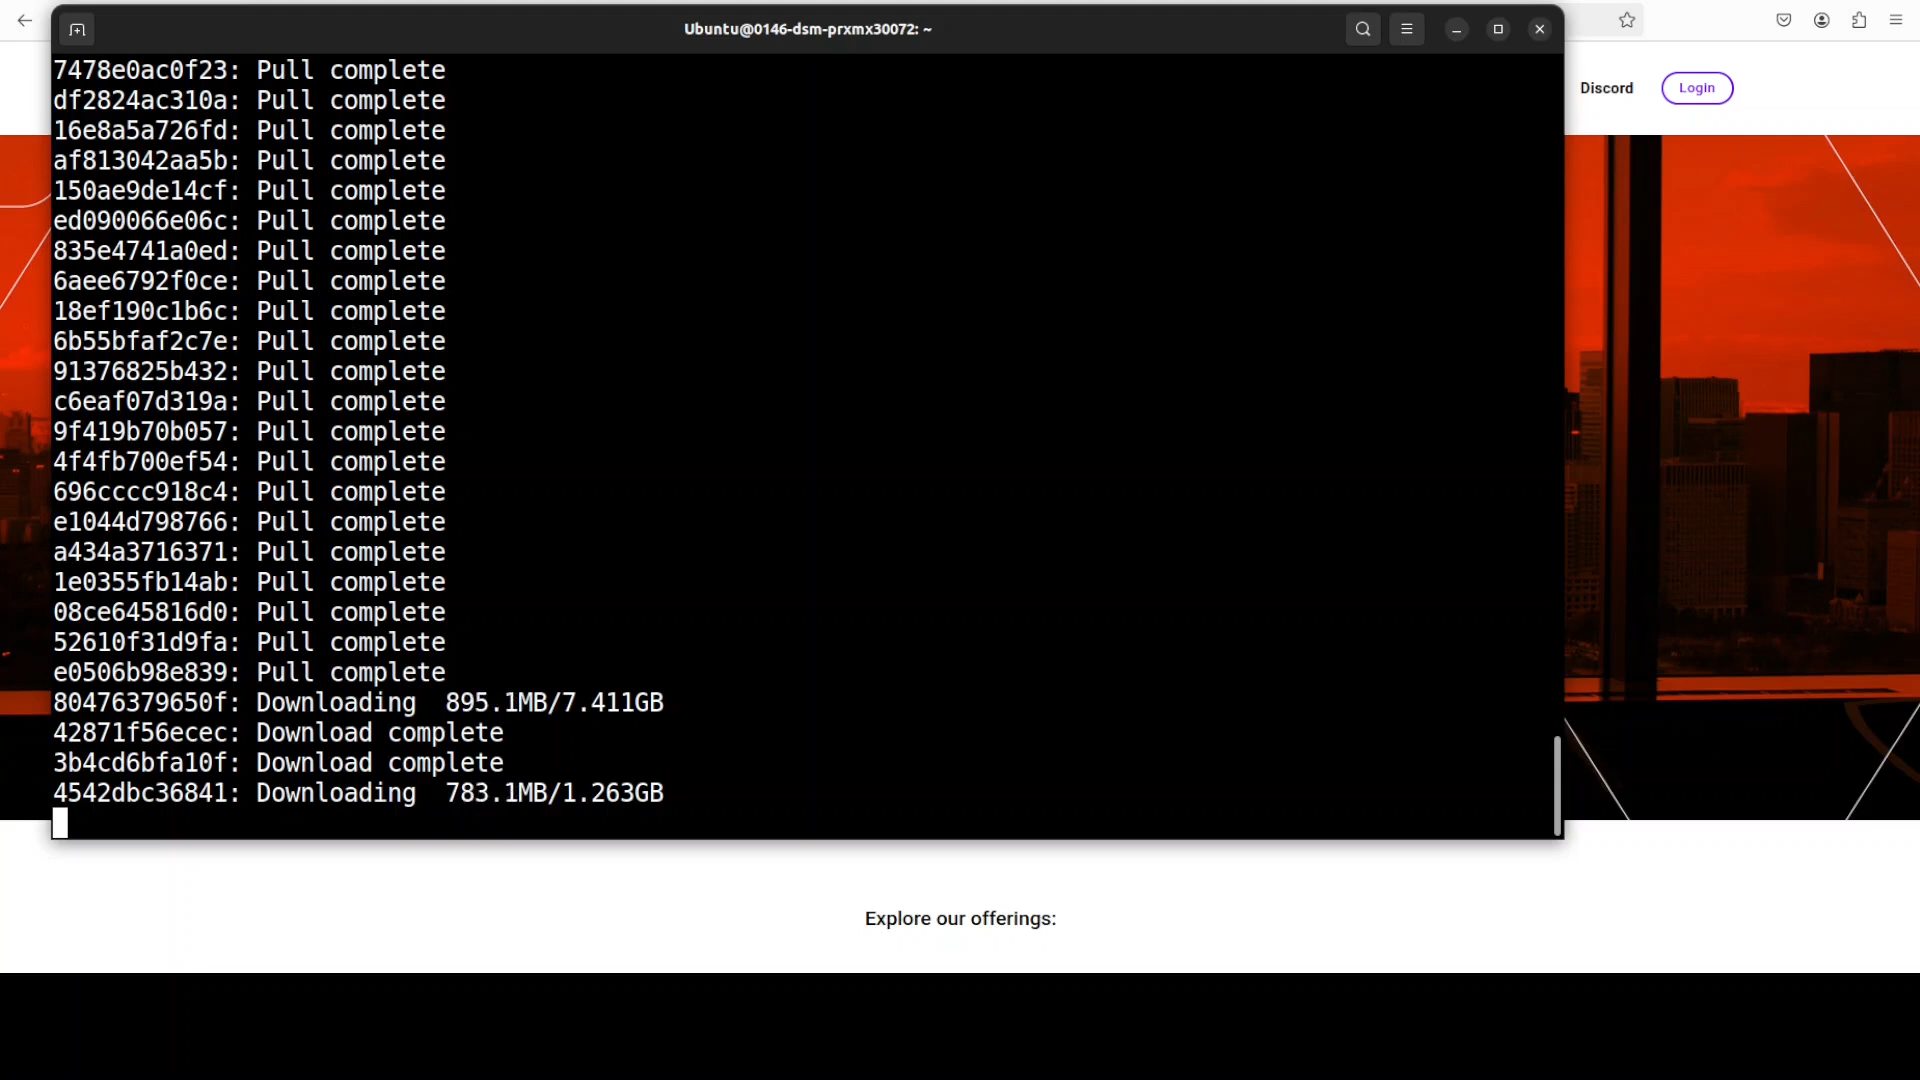 Ubuntu@0146-dsm-prxmx30072: ~
Discord
Login
7478e0ac0f23: Pull complete
df2824ac310a: Pull complete
16e8a5a726fd: Pull complete
af813042aa5b: Pull complete
150ae9de14cf: Pull complete
ed090066e06c: Pull complete
835e4741a0ed: Pull complete
6aee6792f0ce: Pull complete
18ef190c1b6c: Pull complete
6b55bfaf2c7e: Pull complete
91376825b432: Pull complete
c6eaf07d319a: Pull complete
9f419b70b057: Pull complete
4f4fb700ef54: Pull complete
696cccc918c4: Pull complete
e1044d798766: Pull complete
a434a3716371: Pull complete
1e0355fb14ab: Pull complete
08ce645816d0: Pull complete
52610f31d9fa: Pull complete
e0506b98e839: Pull complete
80476379650f: Downloading  895.1MB/7.411GB
42871f56ecec: Download complete
3b4cd6bfa10f: Download complete
4542dbc36841: Downloading  783.1MB/1.263GB
Explore our offerings: